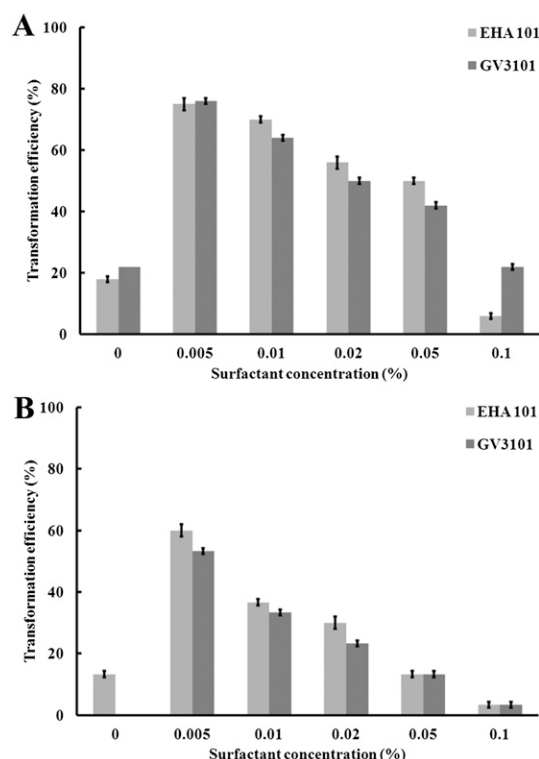 A
EHA 101
GV3101
Transformation efficiency (%)
100
80
60
40
20
0
0 0.005 0.01 0.02 0.05 0.1
Surfactant concentration (%)
B
EHA 101
GV3101
Transformation efficiency (%)
100
80
60
40
20
0
0 0.005 0.01 0.02 0.05 0.1
Surfactant concentration (%)